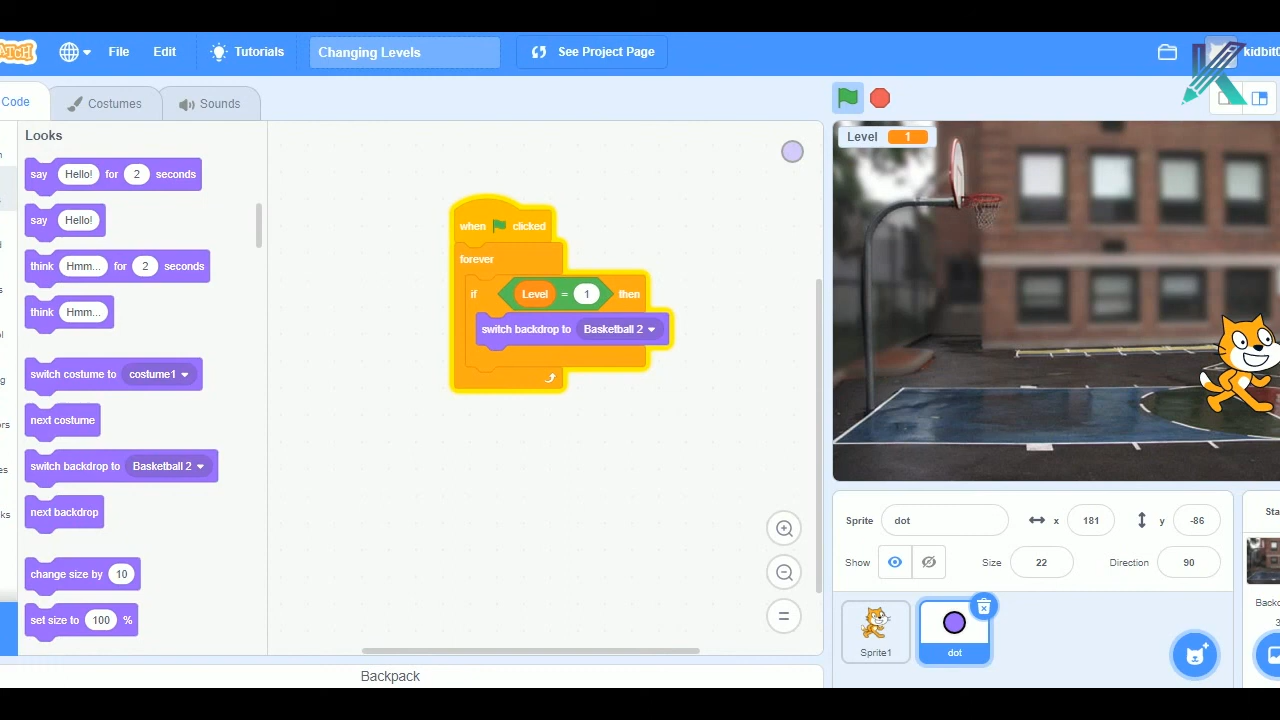 File Edit Tutorials Changing Levels See Project Page
Code Costumes Sounds
Looks
say Hello! for 2 seconds
say Hello!
think Hmm... for 2 seconds
think Hmm...
switch costume to costume1
next costume
switch backdrop to Basketball 2
next backdrop
change size by 10
set size to 100 %
when clicked
forever
if Level = 1 then
switch backdrop to Basketball 2
Backpack
Level 1
Sprite dot x 181 y -86
Show Size 22 Direction 90
Sprite1 dot